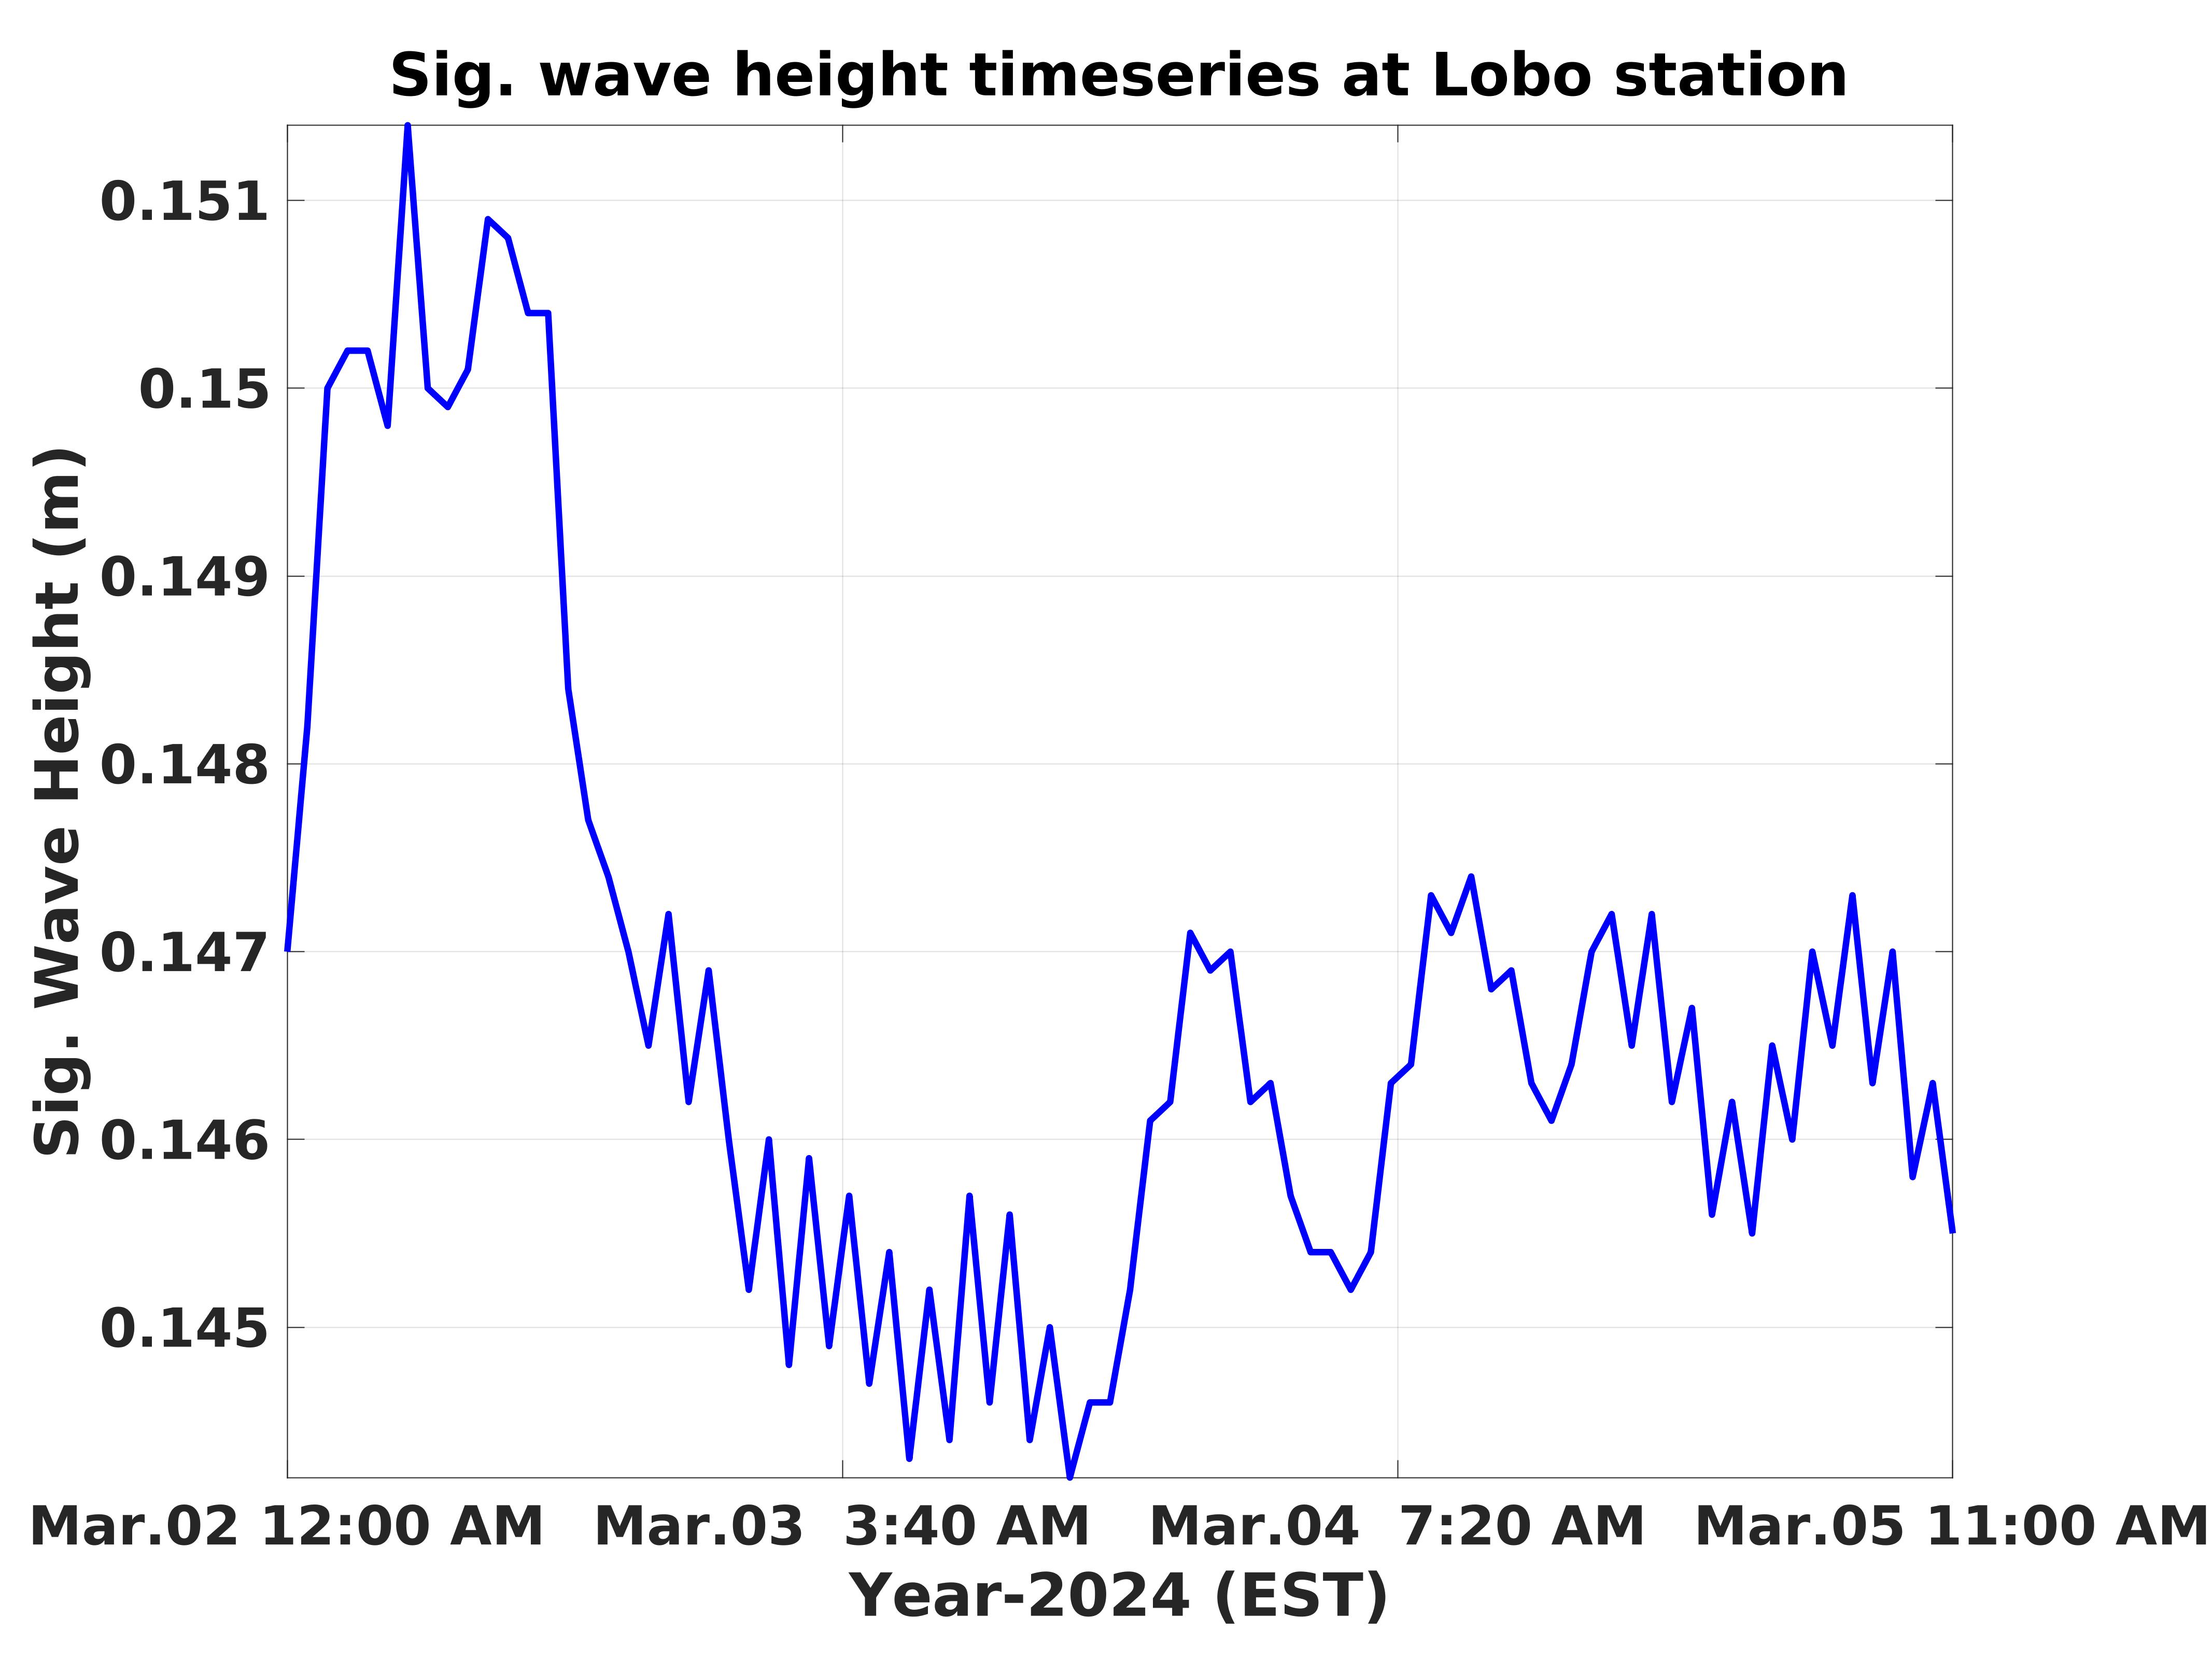 Sig. wave height timeseries at Lobo station
Sig. Wave Height (m)
0.151
0.15
0.149
0.148
0.147
0.146
0.145
Mar.02 12:00 AM Mar.03 3:40 AM Mar.04 7:20 AM Mar.05 11:00 AM
Year-2024 (EST)